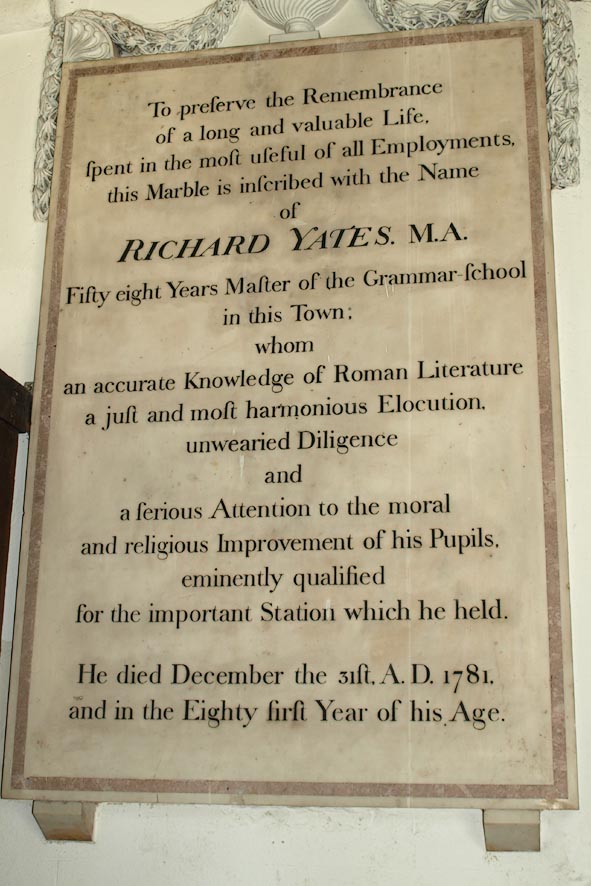 To preſerve the Remembrance
of a long and valuable Life,
ſpent in the moſt uſeful of all Employments,
this Marble is inſcribed with the Name
of
RICHARD YATES. M.A.
Fifty eight Years Maſter of the Grammar-ſchool
in this Town;
whom
an accurate Knowledge of Roman Literature
a juſt and moſt harmonious Elocution,
unwearied Diligence
and
a ſerious Attention to the moral
and religious Improvement of his Pupils,
eminently qualified
for the important Station which he held.
He died December the 31ſt, A. D. 1781,
and in the Eighty firſt Year of his Age.